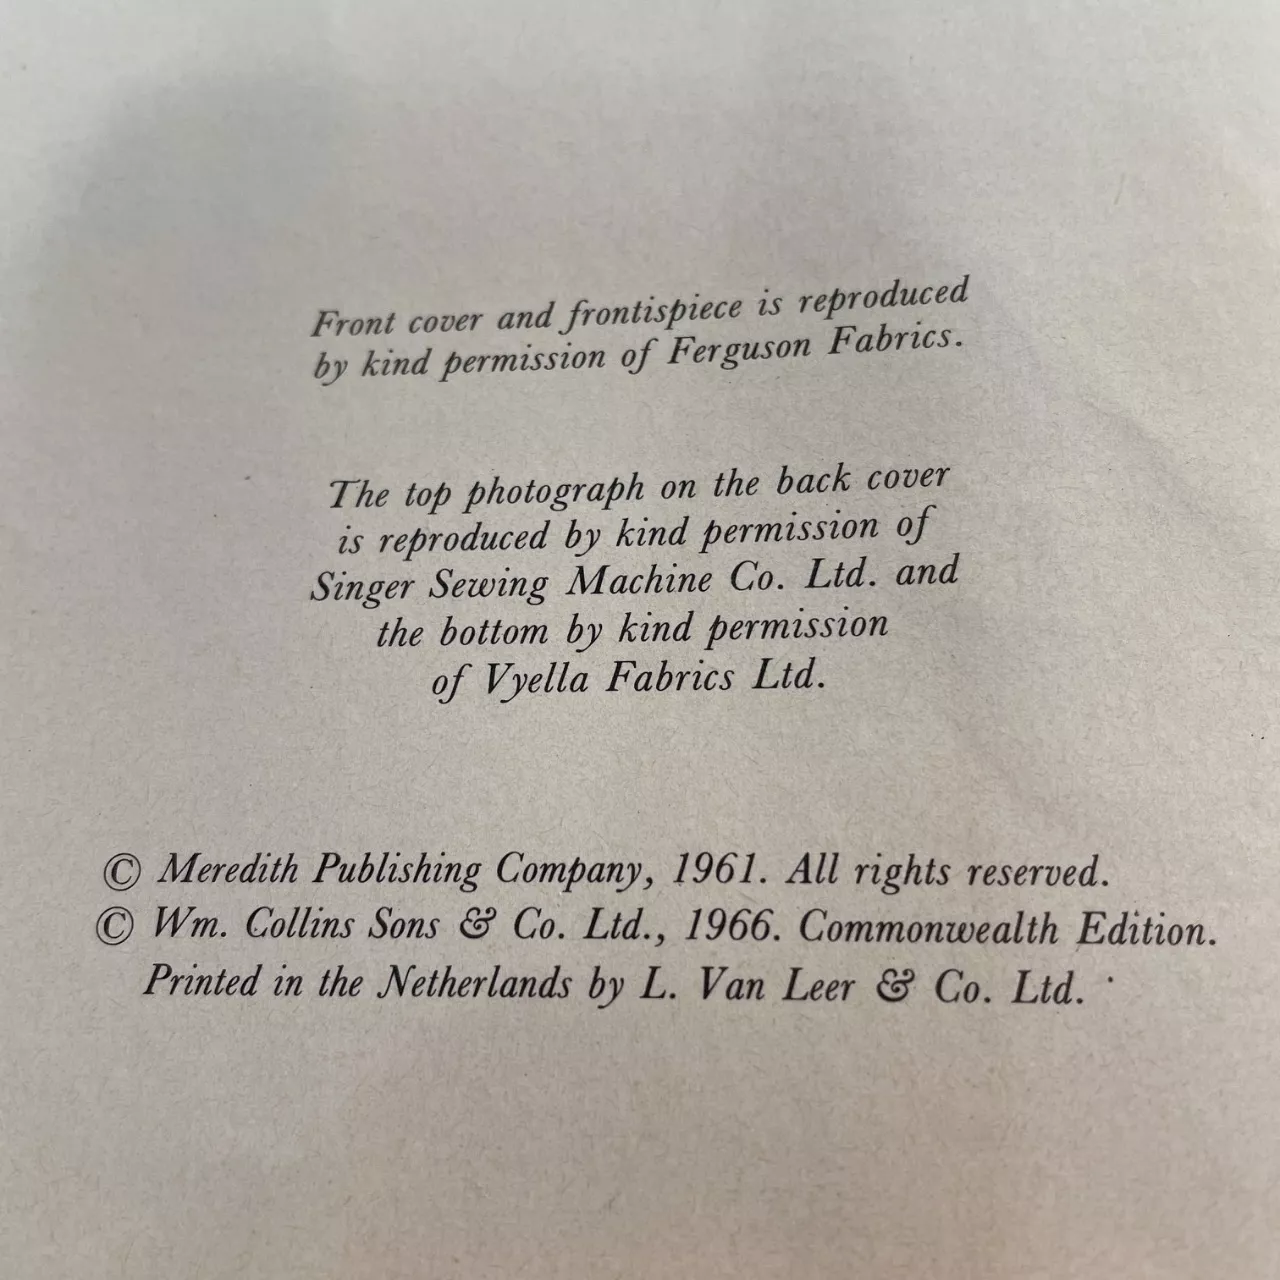 Front cover and frontispiece is reproduced
by kind permission of Ferguson Fabrics.
The top photograph on the back cover
is reproduced by kind permission of
Singer Sewing Machine Co. Ltd. and
the bottom by kind permission
of Vyella Fabrics Ltd.
© Meredith Publishing Company, 1961. All rights reserved.
© Wm. Collins Sons & Co. Ltd., 1966. Commonwealth Edition.
Printed in the Netherlands by L. Van Leer & Co. Ltd.